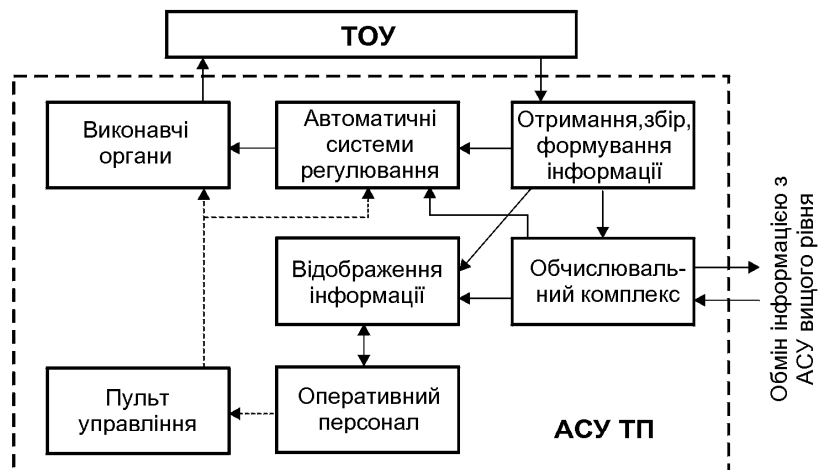 ТОУ
Виконавчі
органи
Автоматичні
системи
регулювання
Отримання,збір,
формування
інформації
Відображення
інформації
Обчислюваль-
ний комплекс
Обмін інформацією з
АСУ вищого рівня
Пульт
управління
Оперативний
персонал
АСУ ТП